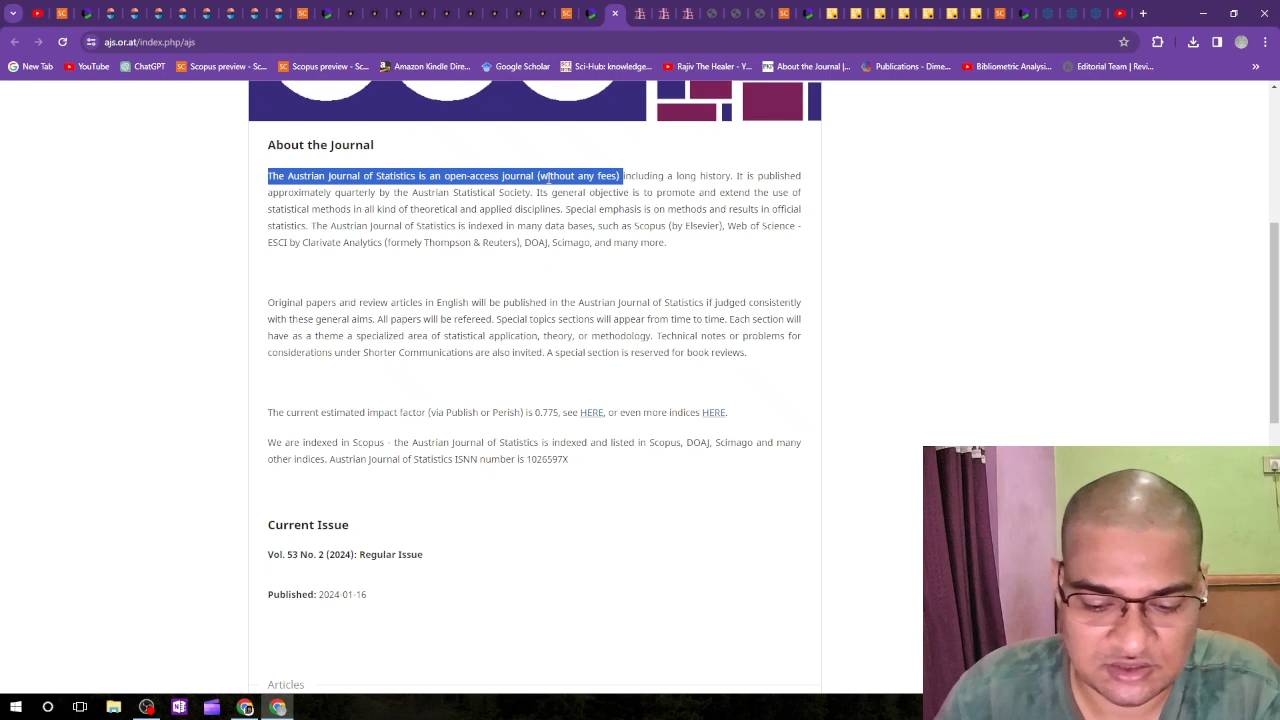 ajs.or.at/index.php/ajs
New Tab
YouTube
ChatGPT
Scopus preview - Sc...
Scopus preview - Sc...
Amazon Kindle Dire...
Google Scholar
Sci-Hub: knowledge...
Rajiv The Healer - Y...
About the Journal |...
Publications - Dime...
Bibliometric Analysi...
Editorial Team | Revi...
About the Journal
The Austrian Journal of Statistics is an open-access journal (without any fees) including a long history. It is published
approximately quarterly by the Austrian Statistical Society. Its general objective is to promote and extend the use of
statistical methods in all kind of theoretical and applied disciplines. Special emphasis is on methods and results in official
statistics. The Austrian Journal of Statistics is indexed in many data bases, such as Scopus (by Elsevier), Web of Science -
ESCI by Clarivate Analytics (formely Thompson & Reuters), DOAJ, Scimago, and many more.
Original papers and review articles in English will be published in the Austrian Journal of Statistics if judged consistently
with these general aims. All papers will be refereed. Special topics sections will appear from time to time. Each section will
have as a theme a specialized area of statistical application, theory, or methodology. Technical notes or problems for
considerations under Shorter Communications are also invited. A special section is reserved for book reviews.
The current estimated impact factor (via Publish or Perish) is 0.775, see HERE, or even more indices HERE.
We are indexed in Scopus - the Austrian Journal of Statistics is indexed and listed in Scopus, DOAJ, Scimago and many
other indices. Austrian Journal of Statistics ISNN number is 1026597X
Current Issue
Vol. 53 No. 2 (2024): Regular Issue
Published: 2024-01-16
Articles